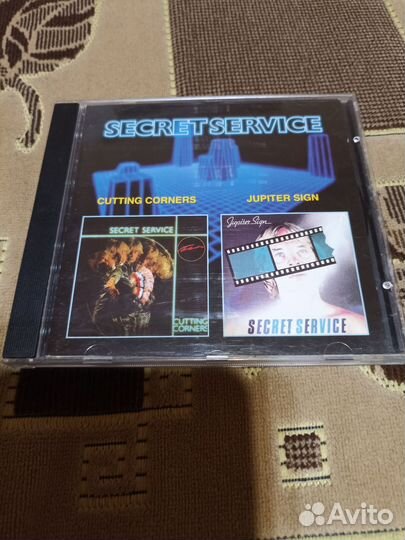 SECRET SERVICE
CUTTING CORNERS
JUPITER SIGN
SECRET SERVICE
CUTTING
CORNERS
Jupiter Sign
SECRET SERVICE
Avito